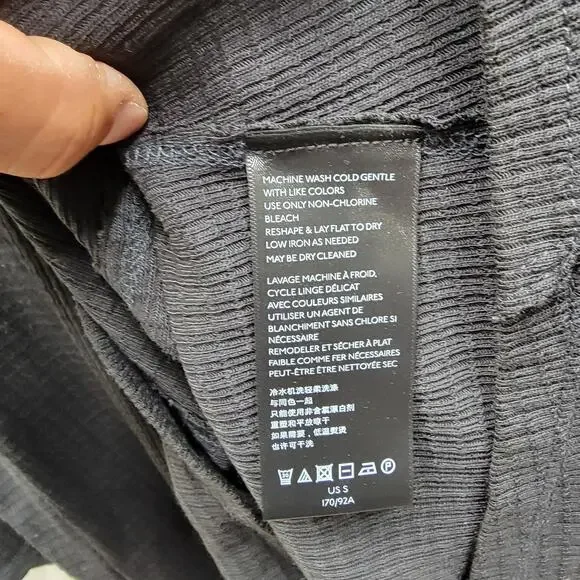 MACHINE WASH COLD GENTLE
WITH LIKE COLORS
USE ONLY NON-CHLORINE
BLEACH
RESHAPE & LAY FLAT TO DRY
LOW IRON AS NEEDED
MAY BE DRY CLEANED
LAVAGE MACHINE À FROID,
CYCLE LINGE DÉLICAT
AVEC COULEURS SIMILAIRES
UTILISER UN AGENT DE
BLANCHIMENT SANS CHLORE SI
NÉCESSAIRE
REMODELER ET SÉCHER À PLAT
FAIBLE COMME FER NÉCESSAIRES
PEUT-ÊTRE ÊTRE NETTOYÉE SEC
冷水机洗轻柔洗涤
与同色一起
只能使用非含氯漂白剂
重塑和平放晾干
如果需要，低温熨烫
也许可干洗
P
US S
170/92A